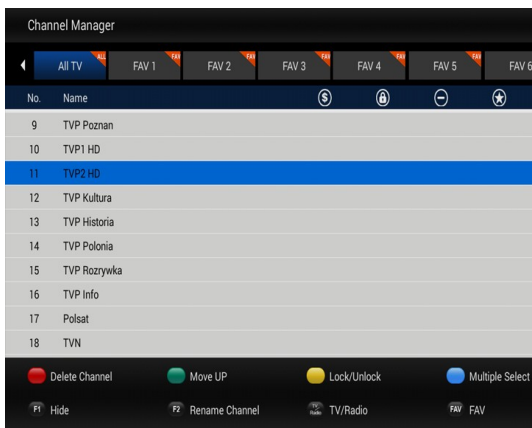 Channel Manager
All TV ALL FAV 1 FAV FAV 2 FAV FAV 3 FAV FAV 4 FAV FAV 5 FAV FAV 6
No. Name $
9 TVP Poznan
10 TVP1 HD
11 TVP2 HD
12 TVP Kultura
13 TVP Historia
14 TVP Polonia
15 TVP Rozrywka
16 TVP Info
17 Polsat
18 TVN
Delete Channel Move UP Lock/Unlock Multiple Select
F1 Hide F2 Rename Channel TV/Radio TV/Radio FAV FAV